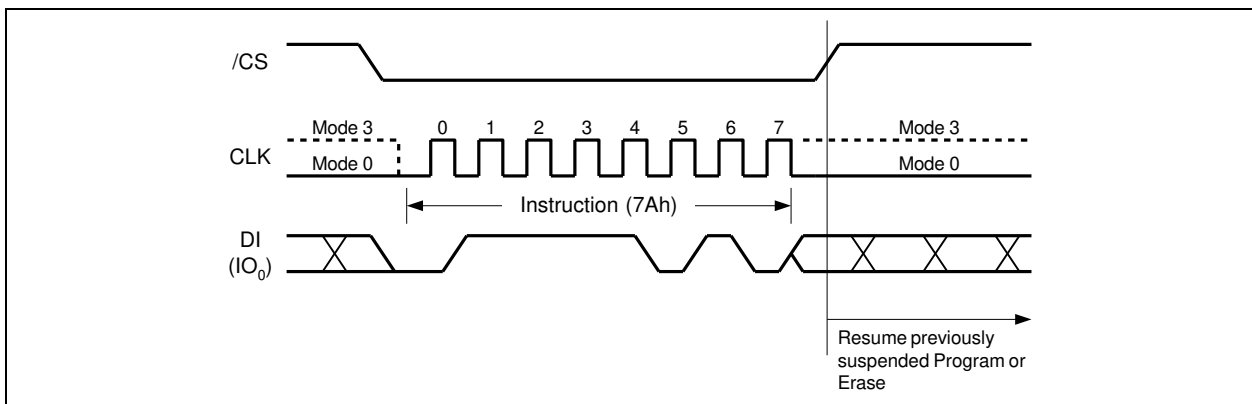 /CS
Mode 3
0 1 2 3 4 5 6 7
Mode 3
CLK
Mode 0
Mode 0
Instruction (7Ah)
DI
(IO0)
Resume previously
suspended Program or
Erase